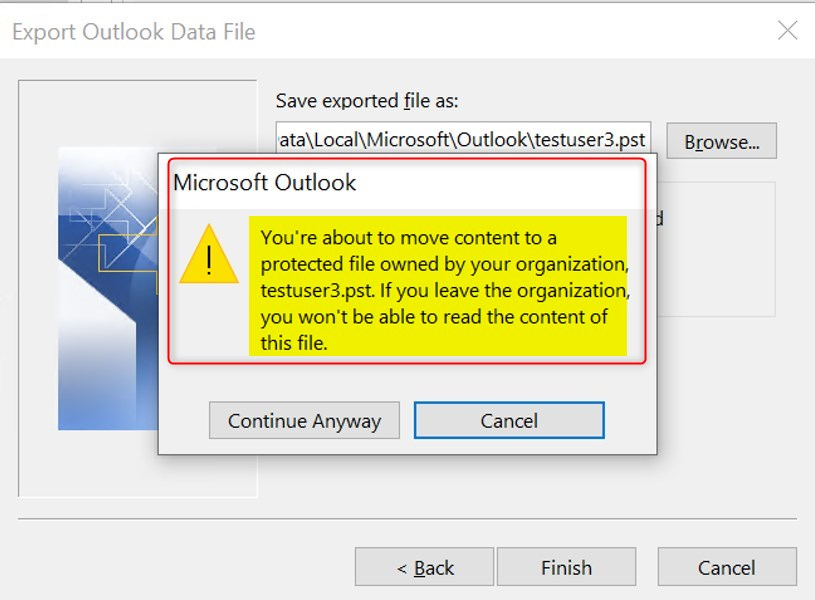 Export Outlook Data File
Save exported file as:
ata\Local\Microsoft\Outlook\testuser3.pst
Browse...
Microsoft Outlook
You're about to move content to a
protected file owned by your organization,
testuser3.pst. If you leave the organization,
you won't be able to read the content of
this file.
Continue Anyway
Cancel
< Back
Finish
Cancel